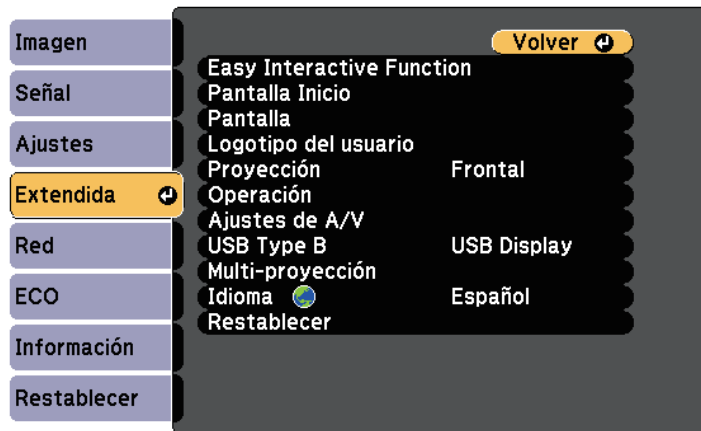 Imagen
Señal
Ajustes
Extendida
Red
ECO
Información
Restablecer
Volver
Easy Interactive Function
Pantalla Inicio
Pantalla
Logotipo del usuario
Proyección Frontal
Operación
Ajustes de A/V
USB Type B USB Display
Multi-proyección
Idioma Español
Restablecer